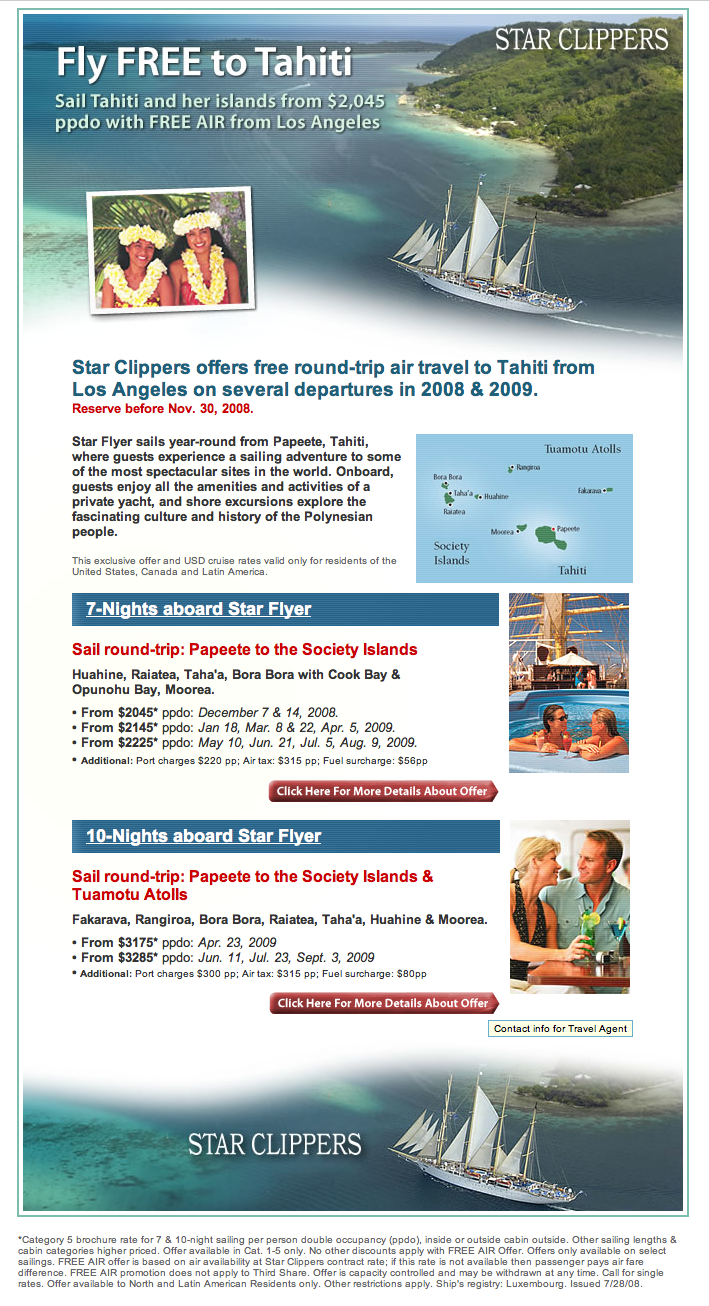 STAR CLIPPERS
Fly FREE to Tahiti
Sail Tahiti and her islands from $2,045
ppdo with FREE AIR from Los Angeles
Star Clippers offers free round-trip air travel to Tahiti from
Los Angeles on several departures in 2008 & 2009.
Reserve before Nov. 30, 2008.
Star Flyer sails year-round from Papeete, Tahiti,
where guests experience a sailing adventure to some
of the most spectacular sites in the world. Onboard,
guests enjoy all the amenities and activities of a
private yacht, and shore excursions explore the
fascinating culture and history of the Polynesian
people.
This exclusive offer and USD cruise rates valid only for residents of the
United States, Canada and Latin America.
Tuamotu Atolls
Rangiroa
Bora Bora
Taha'a
Huahine
Fakarava
Raiatea
Moorea
Papeete
Society
Islands
Tahiti
7-Nights aboard Star Flyer
Sail round-trip: Papeete to the Society Islands
Huahine, Raiatea, Taha'a, Bora Bora with Cook Bay &
Opunohu Bay, Moorea.
• From $2045* ppdo: December 7 & 14, 2008.
• From $2145* ppdo: Jan 18, Mar. 8 & 22, Apr. 5, 2009.
• From $2225* ppdo: May 10, Jun. 21, Jul. 5, Aug. 9, 2009.
• Additional: Port charges $220 pp; Air tax: $315 pp; Fuel surcharge: $56pp
Click Here For More Details About Offer
10-Nights aboard Star Flyer
Sail round-trip: Papeete to the Society Islands &
Tuamotu Atolls
Fakarava, Rangiroa, Bora Bora, Raiatea, Taha'a, Huahine & Moorea.
• From $3175* ppdo: Apr. 23, 2009
• From $3285* ppdo: Jun. 11, Jul. 23, Sept. 3, 2009
• Additional: Port charges $300 pp; Air tax: $315 pp; Fuel surcharge: $80pp
Click Here For More Details About Offer
Contact info for Travel Agent
STAR CLIPPERS
*Category 5 brochure rate for 7 & 10-night sailing per person double occupancy (ppdo), inside or outside cabin outside. Other sailing lengths &
cabin categories higher priced. Offer available in Cat. 1-5 only. No other discounts apply with FREE AIR Offer. Offers only available on select
sailings. FREE AIR offer is based on air availability at Star Clippers contract rate; if this rate is not available then passenger pays air fare
difference. FREE AIR promotion does not apply to Third Share. Offer is capacity controlled and may be withdrawn at any time. Call for single
rates. Offer available to North and Latin American Residents only. Other restrictions apply. Ship's registry: Luxembourg. Issued 7/28/08.